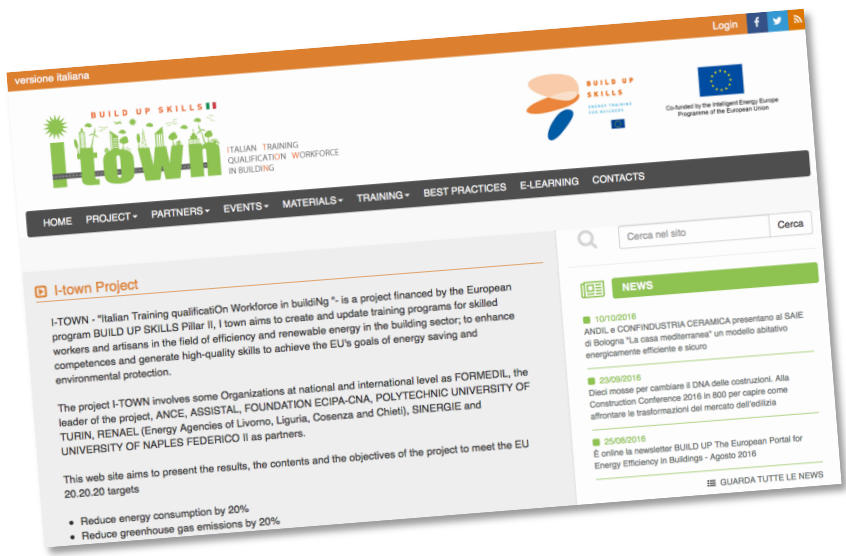 versione italiana
Login
BUILD UP SKILLS
I town
ITALIAN TRAINING
QUALIFICATION WORKFORCE
IN BUILDING
BUILD UP
SKILLS
ENERGY TRAINING
FOR BUILDERS
Co-funded by the Intelligent Energy Europe
Programme of the European Union
HOME PROJECT PARTNERS EVENTS MATERIALS TRAINING BEST PRACTICES E-LEARNING CONTACTS
Cerca nel sito Cerca
I-town Project
I-TOWN - "Italian Training qualificatiOn Workforce in buildiNg "- is a project financed by the European
program BUILD UP SKILLS Pillar II, I town aims to create and update training programs for skilled
workers and artisans in the field of efficiency and renewable energy in the building sector; to enhance
competences and generate high-quality skills to achieve the EU's goals of energy saving and
environmental protection.
The project I-TOWN involves some Organizations at national and international level as FORMEDIL, the
leader of the project, ANCE, ASSISTAL, FOUNDATION ECIPA-CNA, POLYTECHNIC UNIVERSITY OF
TURIN, RENAEL (Energy Agencies of Livorno, Liguria, Cosenza and Chieti), SINERGIE and
UNIVERSITY OF NAPLES FEDERICO II as partners.
This web site aims to present the results, the contents and the objectives of the project to meet the EU
20.20.20 targets
• Reduce energy consumption by 20%
• Reduce greenhouse gas emissions by 20%
NEWS
10/10/2016
ANDIL e CONFINDUSTRIA CERAMICA presentano al SAIE
di Bologna "La casa mediterranea" un modello abitativo
energicamente efficiente e sicuro
23/09/2016
Dieci mosse per cambiare il DNA delle costruzioni. Alla
Construction Conference 2016 in 800 per capire come
affrontare le trasformazioni del mercato dell'edilizia
25/08/2016
È online la newsletter BUILD UP The European Portal for
Energy Efficiency in Buildings - Agosto 2016
GUARDA TUTTE LE NEWS